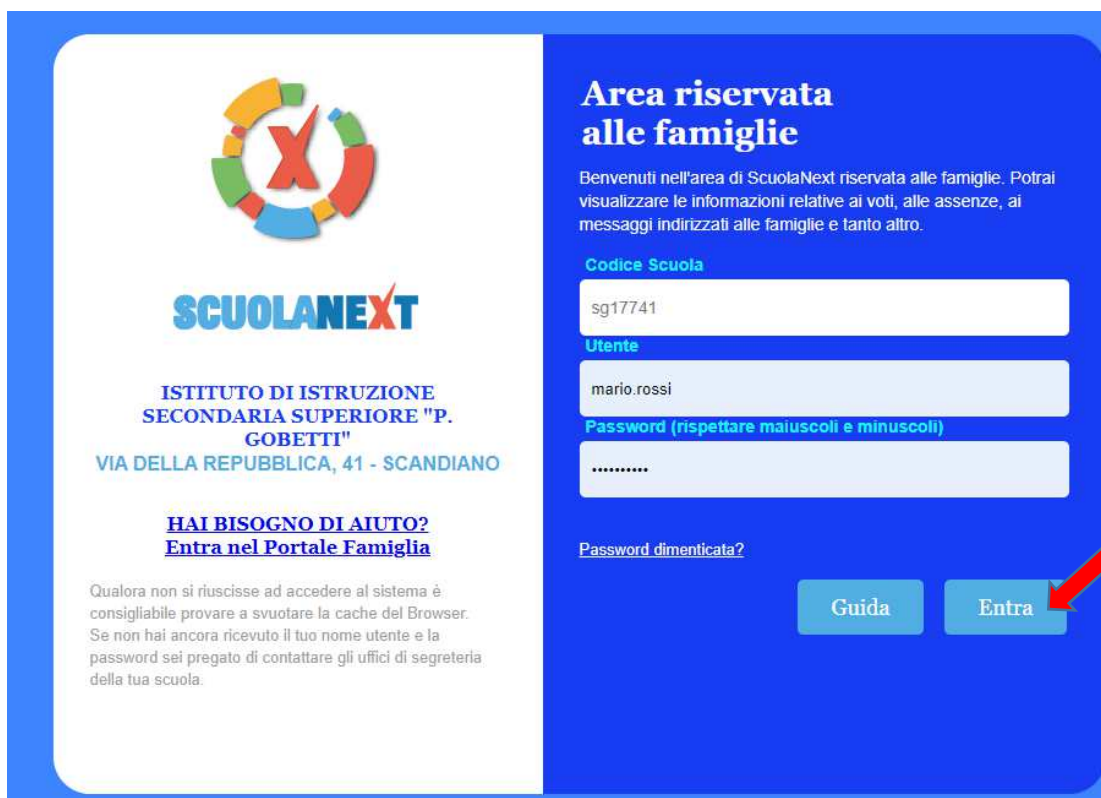 SCUOLANEXT
ISTITUTO DI ISTRUZIONE
SECONDARIA SUPERIORE "P.
GOBETTI"
VIA DELLA REPUBBLICA, 41 - SCANDIANO
HAI BISOGNO DI AIUTO?
Entra nel Portale Famiglia
Qualora non si riuscisse ad accedere al sistema è
consigliabile provare a svuotare la cache del Browser.
Se non hai ancora ricevuto il tuo nome utente e la
password sei pregato di contattare gli uffici di segreteria
della tua scuola.
Area riservata
alle famiglie
Benvenuti nell'area di ScuolaNext riservata alle famiglie. Potrai
visualizzare le informazioni relative ai voti, alle assenze, ai
messaggi indirizzati alle famiglie e tanto altro.
Codice Scuola
sg17741
Utente
mario.rossi
Password (rispettare maiuscoli e minuscoli)
••••••••••
Password dimenticata?
Guida
Entra